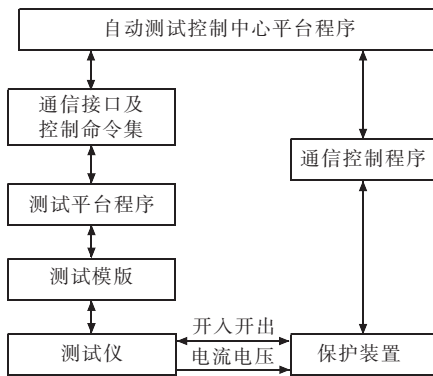 自动测试控制中心平台程序
通信接口及
控制命令集
通信控制程序
测试平台程序
测试模版
测试仪
开入开出
电流电压
保护装置